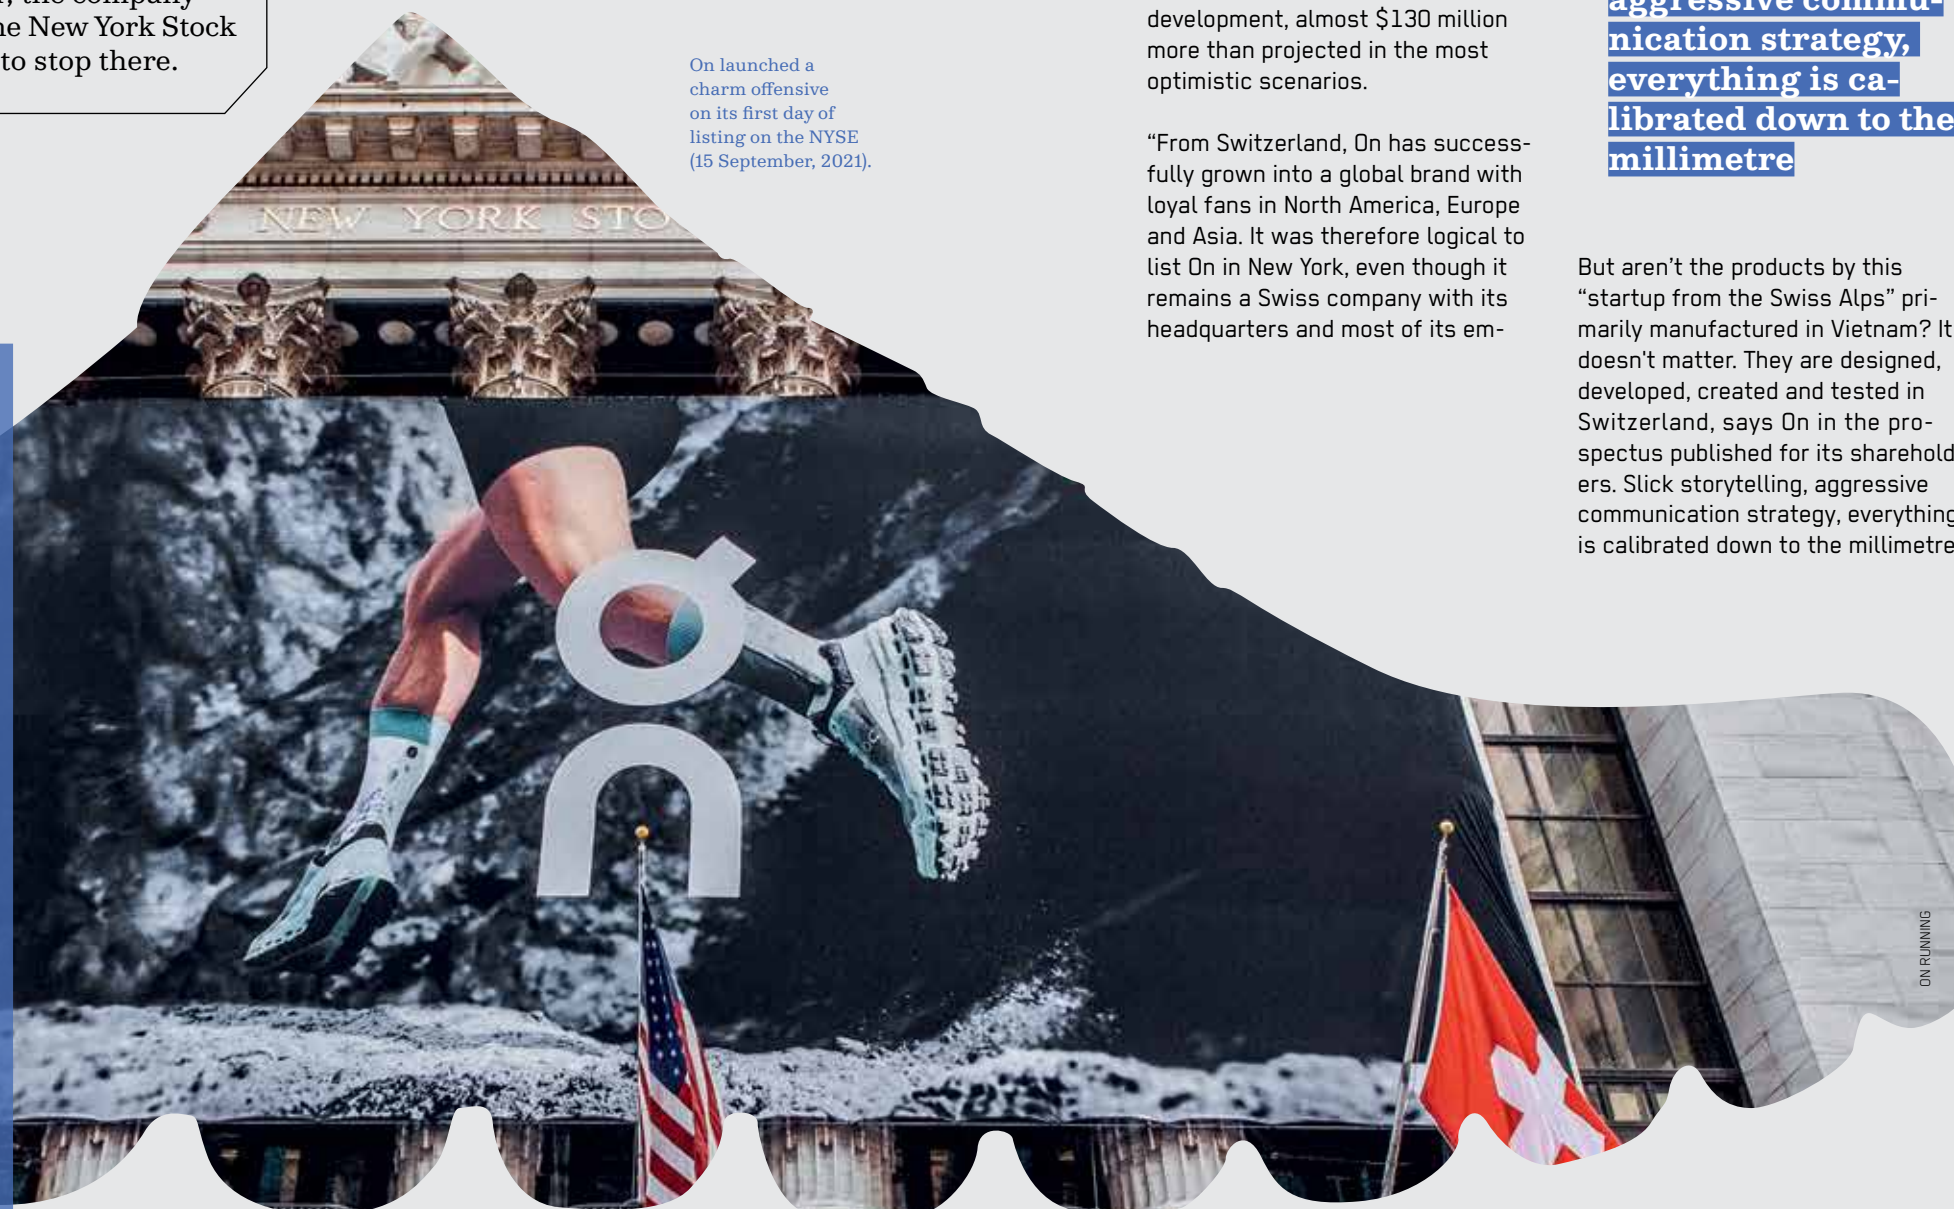 the company
New York Stock
to stop there.
On launched a
charm offensive
on its first day of
listing on the NYSE
(15 September, 2021).
NEW YORK STO
On
development, almost $130 million
more than projected in the most
optimistic scenarios.
“From Switzerland, On has success-
fully grown into a global brand with
loyal fans in North America, Europe
and Asia. It was therefore logical to
list On in New York, even though it
remains a Swiss company with its
headquarters and most of its em-
aggressive commu-
nication strategy,
everything is ca-
librated down to the
millimetre
But aren’t the products by this
“startup from the Swiss Alps” pri-
marily manufactured in Vietnam? It
doesn't matter. They are designed,
developed, created and tested in
Switzerland, says On in the pro-
spectus published for its sharehold
ers. Slick storytelling, aggressive
communication strategy, everything
is calibrated down to the millimetre
ON RUNNING